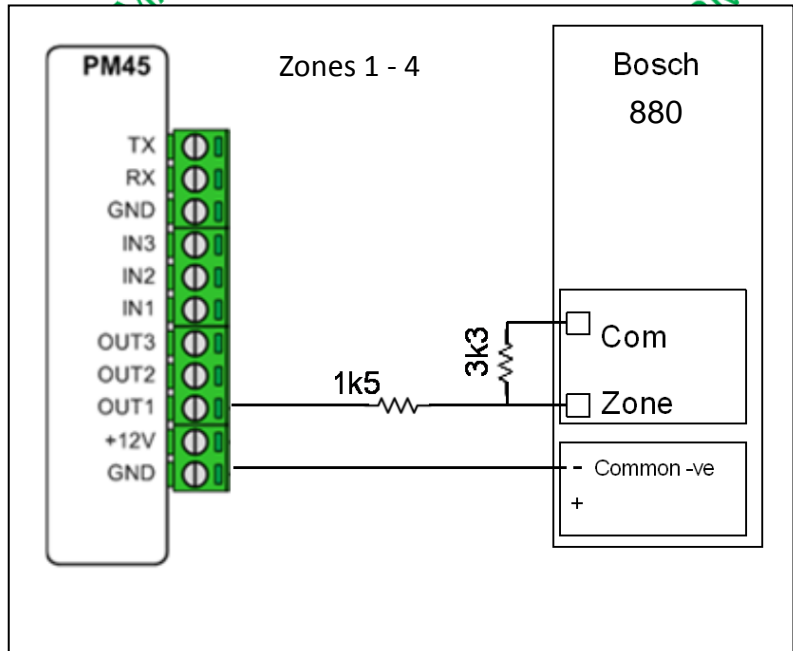 PM45
Zones 1 - 4
Bosch
880
TX
RX
GND
IN3
IN2
IN1
OUT3
OUT2
OUT1
+12V
GND
1k5
3k3
Com
Zone
- Common -ve
+